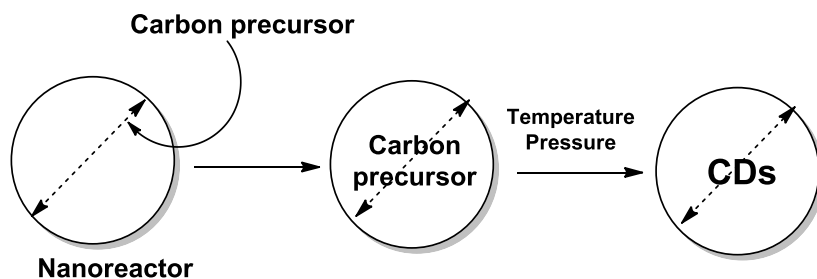 Carbon precursor
Nanoreactor
Carbon
precursor
Temperature
Pressure
CDs